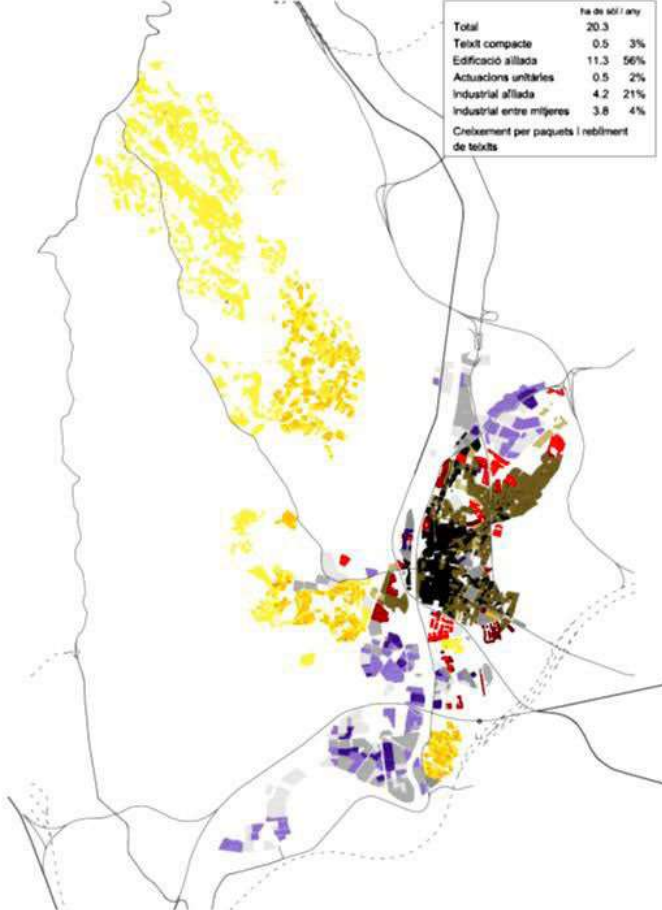 ha de sòl / any
Total 20.3
Teixit compacte 0.5 3%
Edificació aïllada 11.3 56%
Actuacions unitàries 0.5 2%
Industrial aïllada 4.2 21%
Industrial entre mitjeres 3.8 4%
Creixement per paquets i rebliment
de teixits